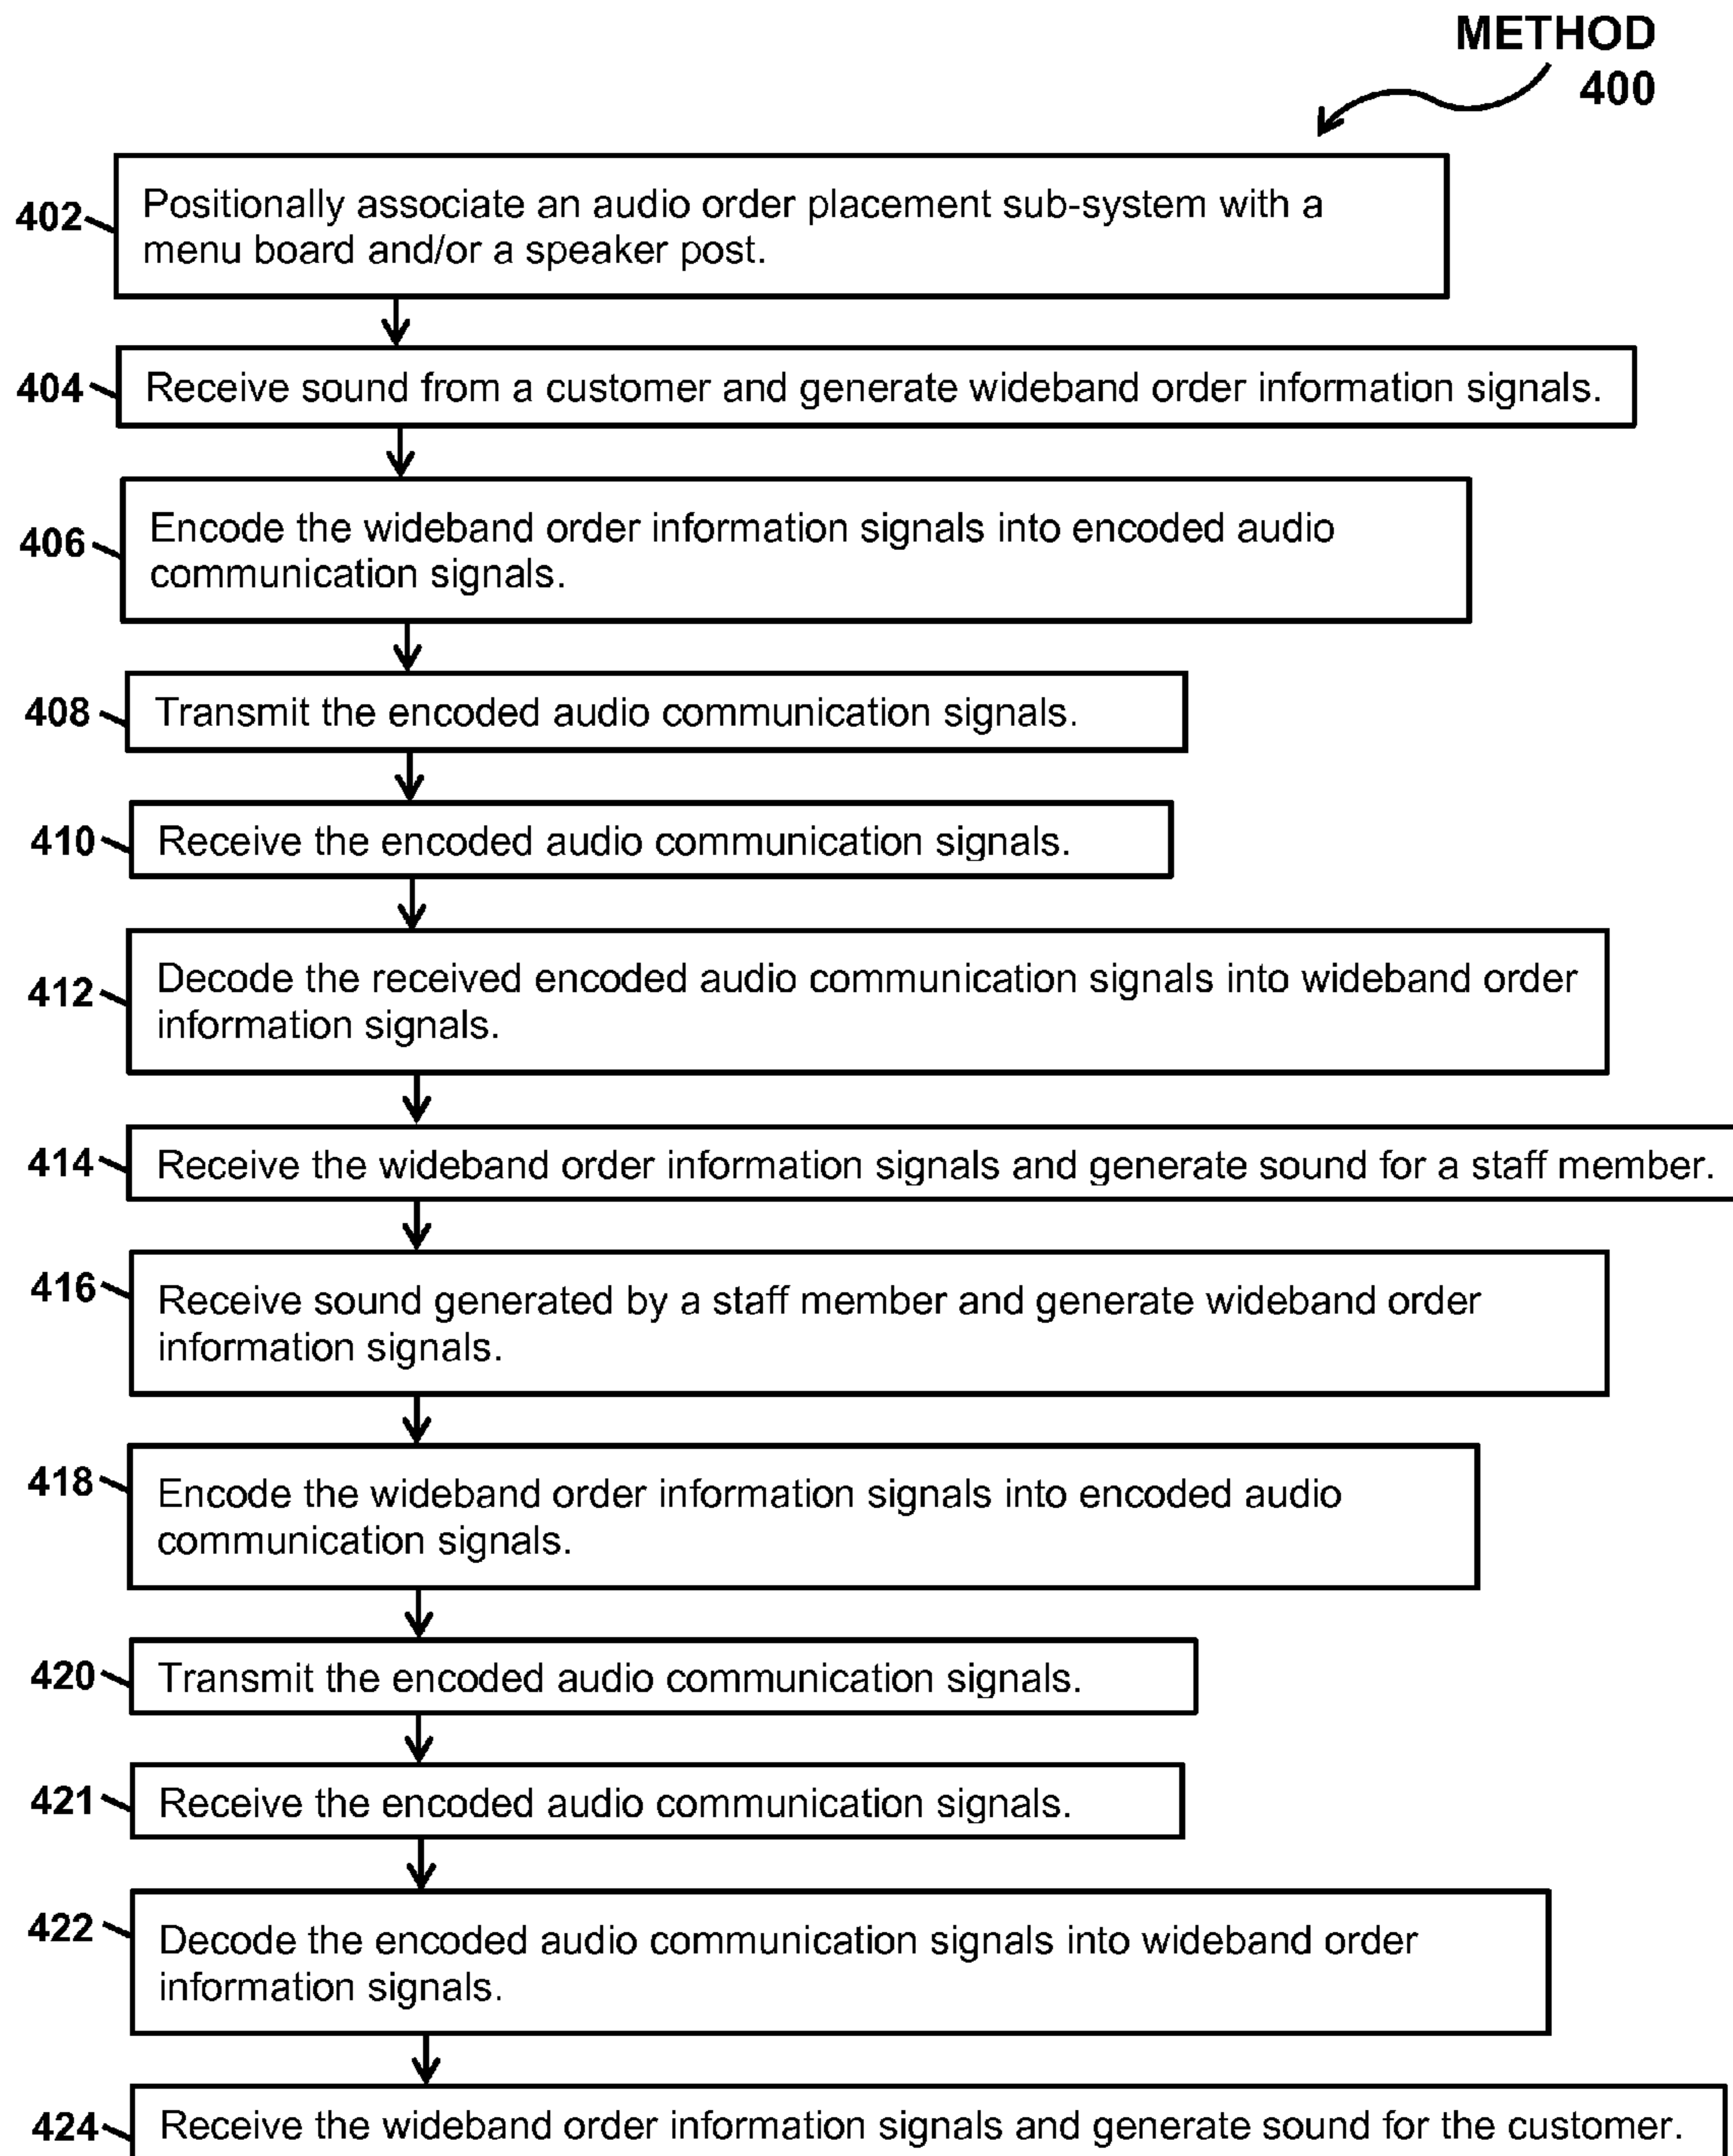 METHOD
400
402
Positionally associate an audio order placement sub-system with a
menu board and/or a speaker post.
404
Receive sound from a customer and generate wideband order information signals.
406
Encode the wideband order information signals into encoded audio
communication signals.
408
Transmit the encoded audio communication signals.
410
Receive the encoded audio communication signals.
412
Decode the received encoded audio communication signals into wideband order
information signals.
414
Receive the wideband order information signals and generate sound for a staff member.
416
Receive sound generated by a staff member and generate wideband order
information signals.
418
Encode the wideband order information signals into encoded audio
communication signals.
420
Transmit the encoded audio communication signals.
421
Receive the encoded audio communication signals.
422
Decode the encoded audio communication signals into wideband order
information signals.
424
Receive the wideband order information signals and generate sound for the customer.